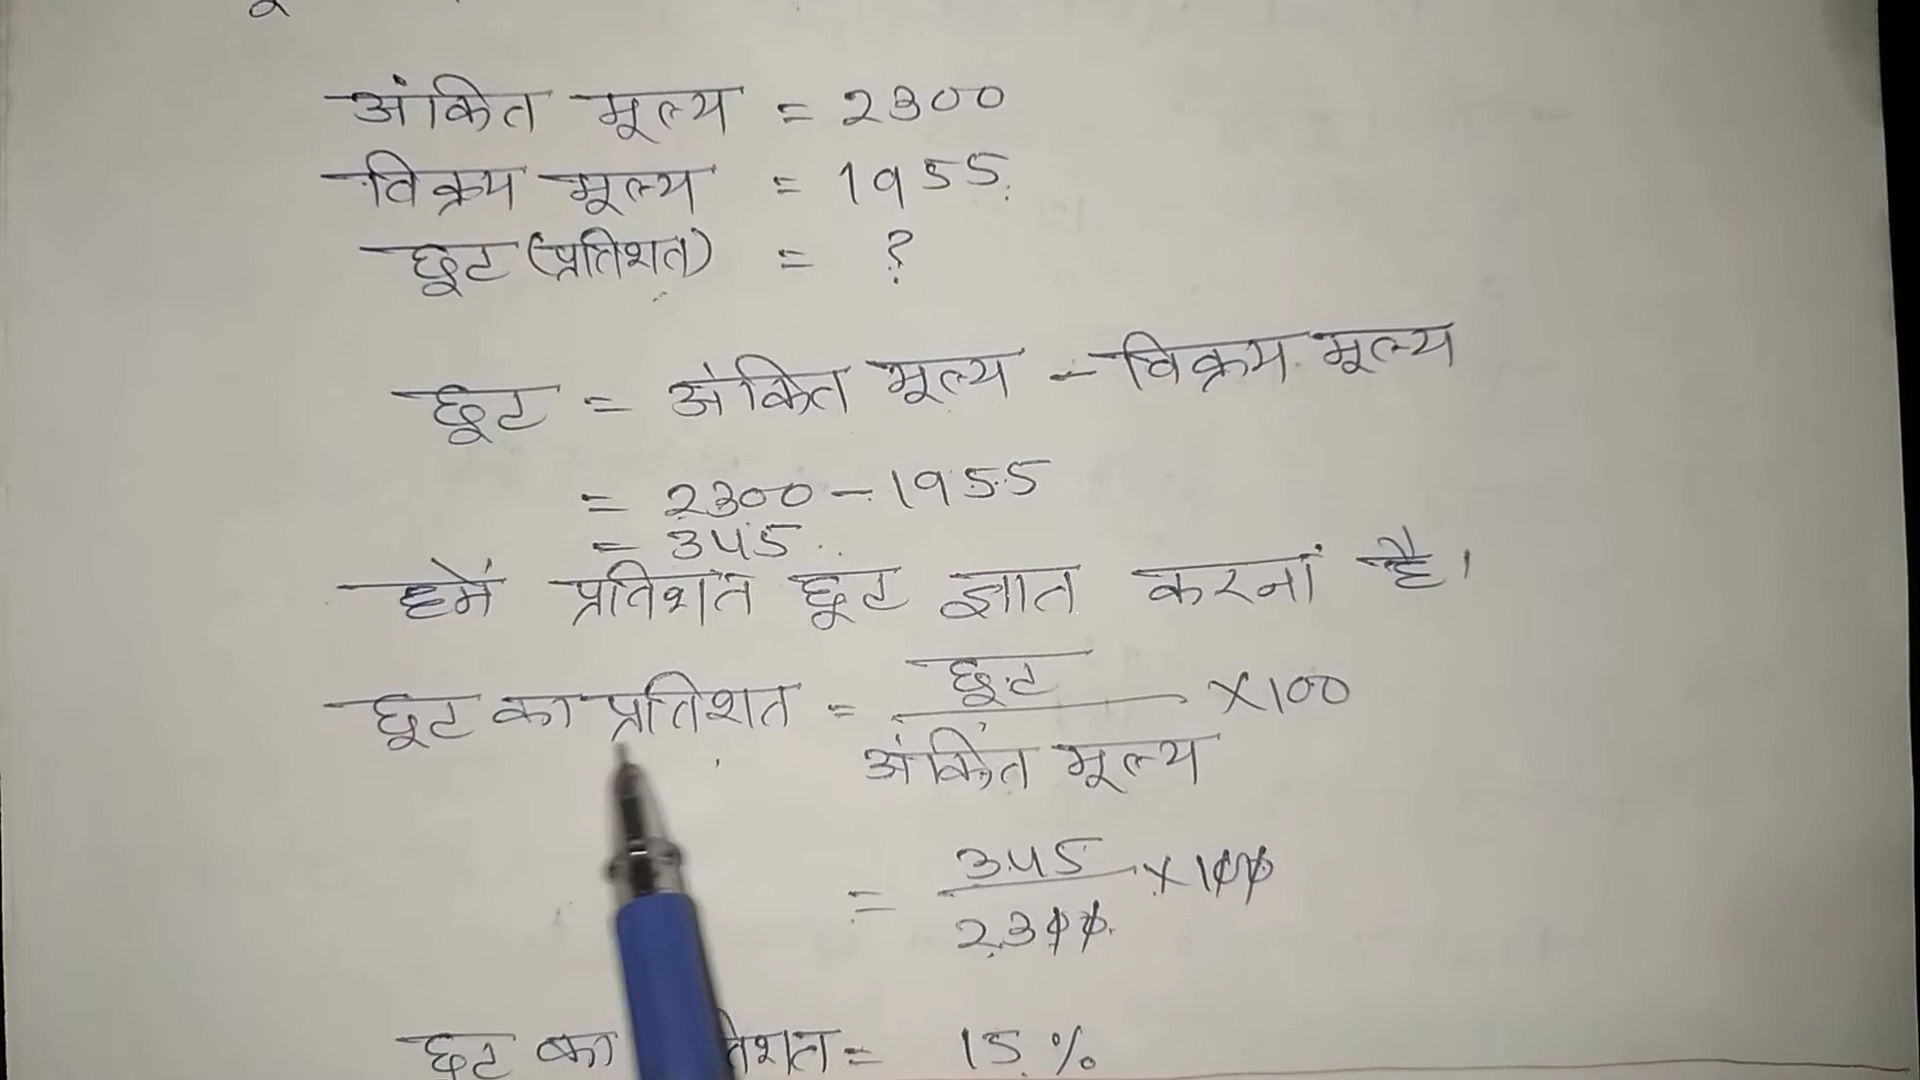 अंकित मूल्य = 2300
विक्रय मूल्य = 1955
छूट (प्रतिशत) = ?
छूट = अंकित मूल्य - विक्रय मूल्य
= 2300 - 1955
= 345
हमें प्रतिशत छूट ज्ञात करनां है।
छूट का प्रतिशत = छूट / अंकित मूल्य × 100
= 345 / 2300 × 100
छूट का तिशत = 15 %